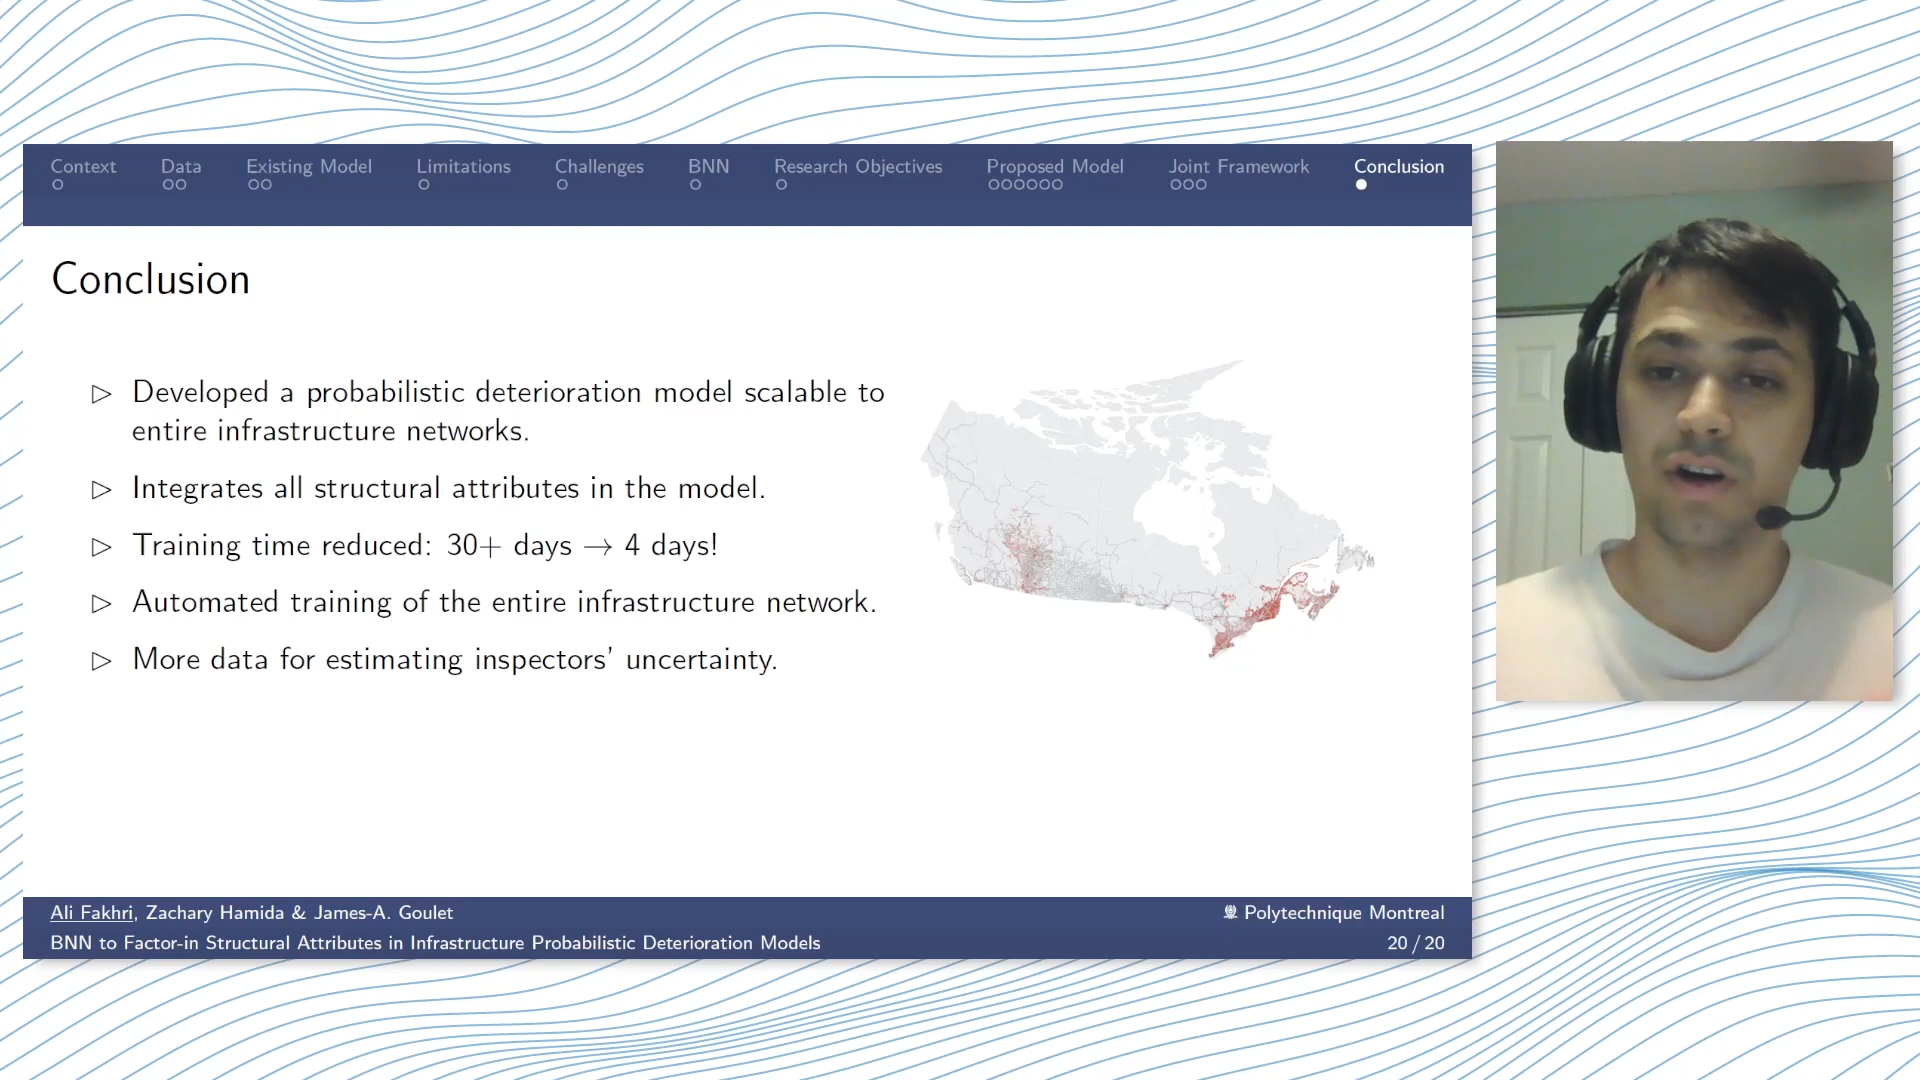 Context Data Existing Model Limitations Challenges BNN Research Objectives Proposed Model Joint Framework Conclusion
Conclusion
Developed a probabilistic deterioration model scalable to
entire infrastructure networks.
Integrates all structural attributes in the model.
Training time reduced: 30+ days → 4 days!
Automated training of the entire infrastructure network.
More data for estimating inspectors' uncertainty.
Ali Fakhri, Zachary Hamida & James-A. Goulet
Polytechnique Montreal
BNN to Factor-in Structural Attributes in Infrastructure Probabilistic Deterioration Models
20 / 20